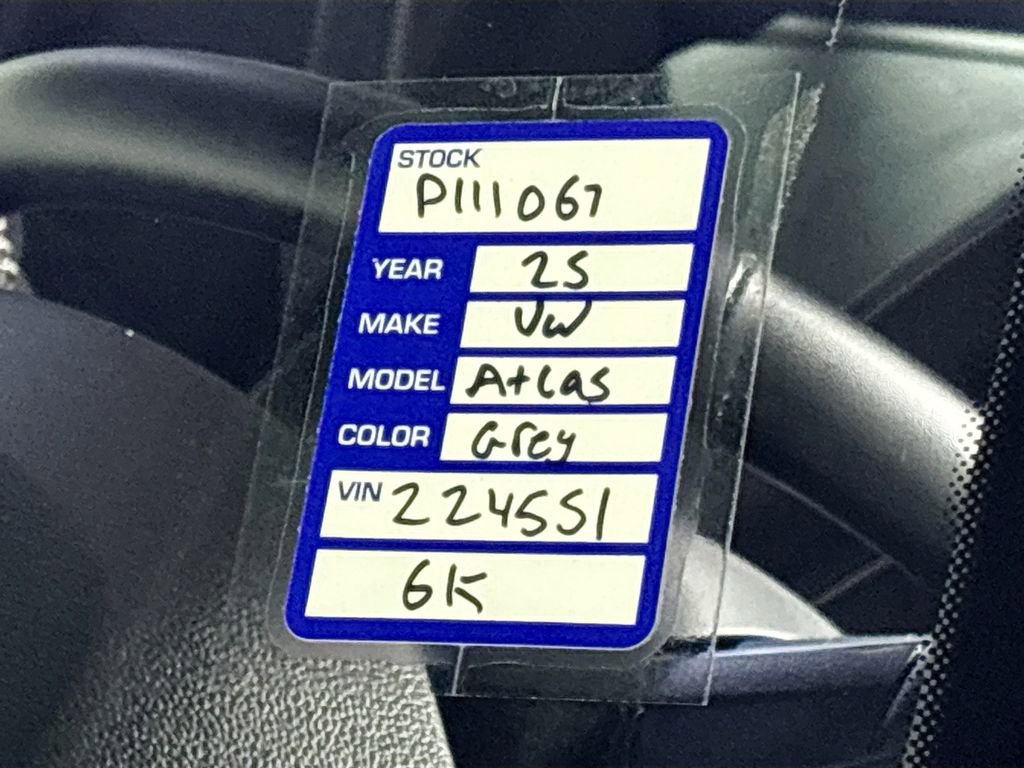 STOCK
P111067
YEAR 25
MAKE VW
MODEL Atlas
COLOR Grey
VIN 224551
6K